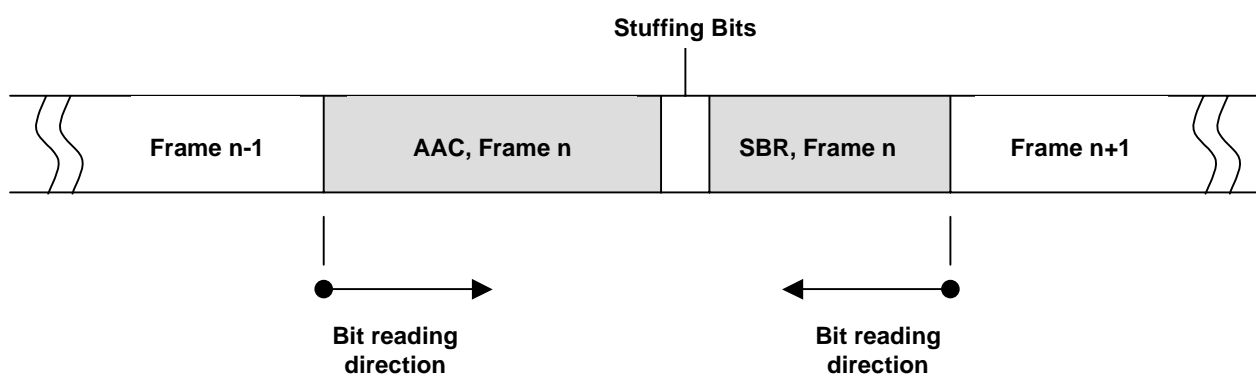 Stuffing Bits
Frame n-1
AAC, Frame n
SBR, Frame n
Frame n+1
Bit reading
direction
Bit reading
direction